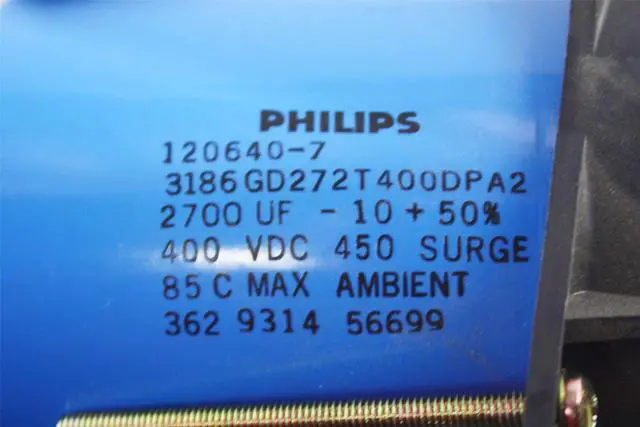 PHILIPS
120640-7
3186GD272T400DPA2
2700 UF - 10 + 50%
400 VDC 450 SURGE
85 C MAX AMBIENT
362 9314 56699